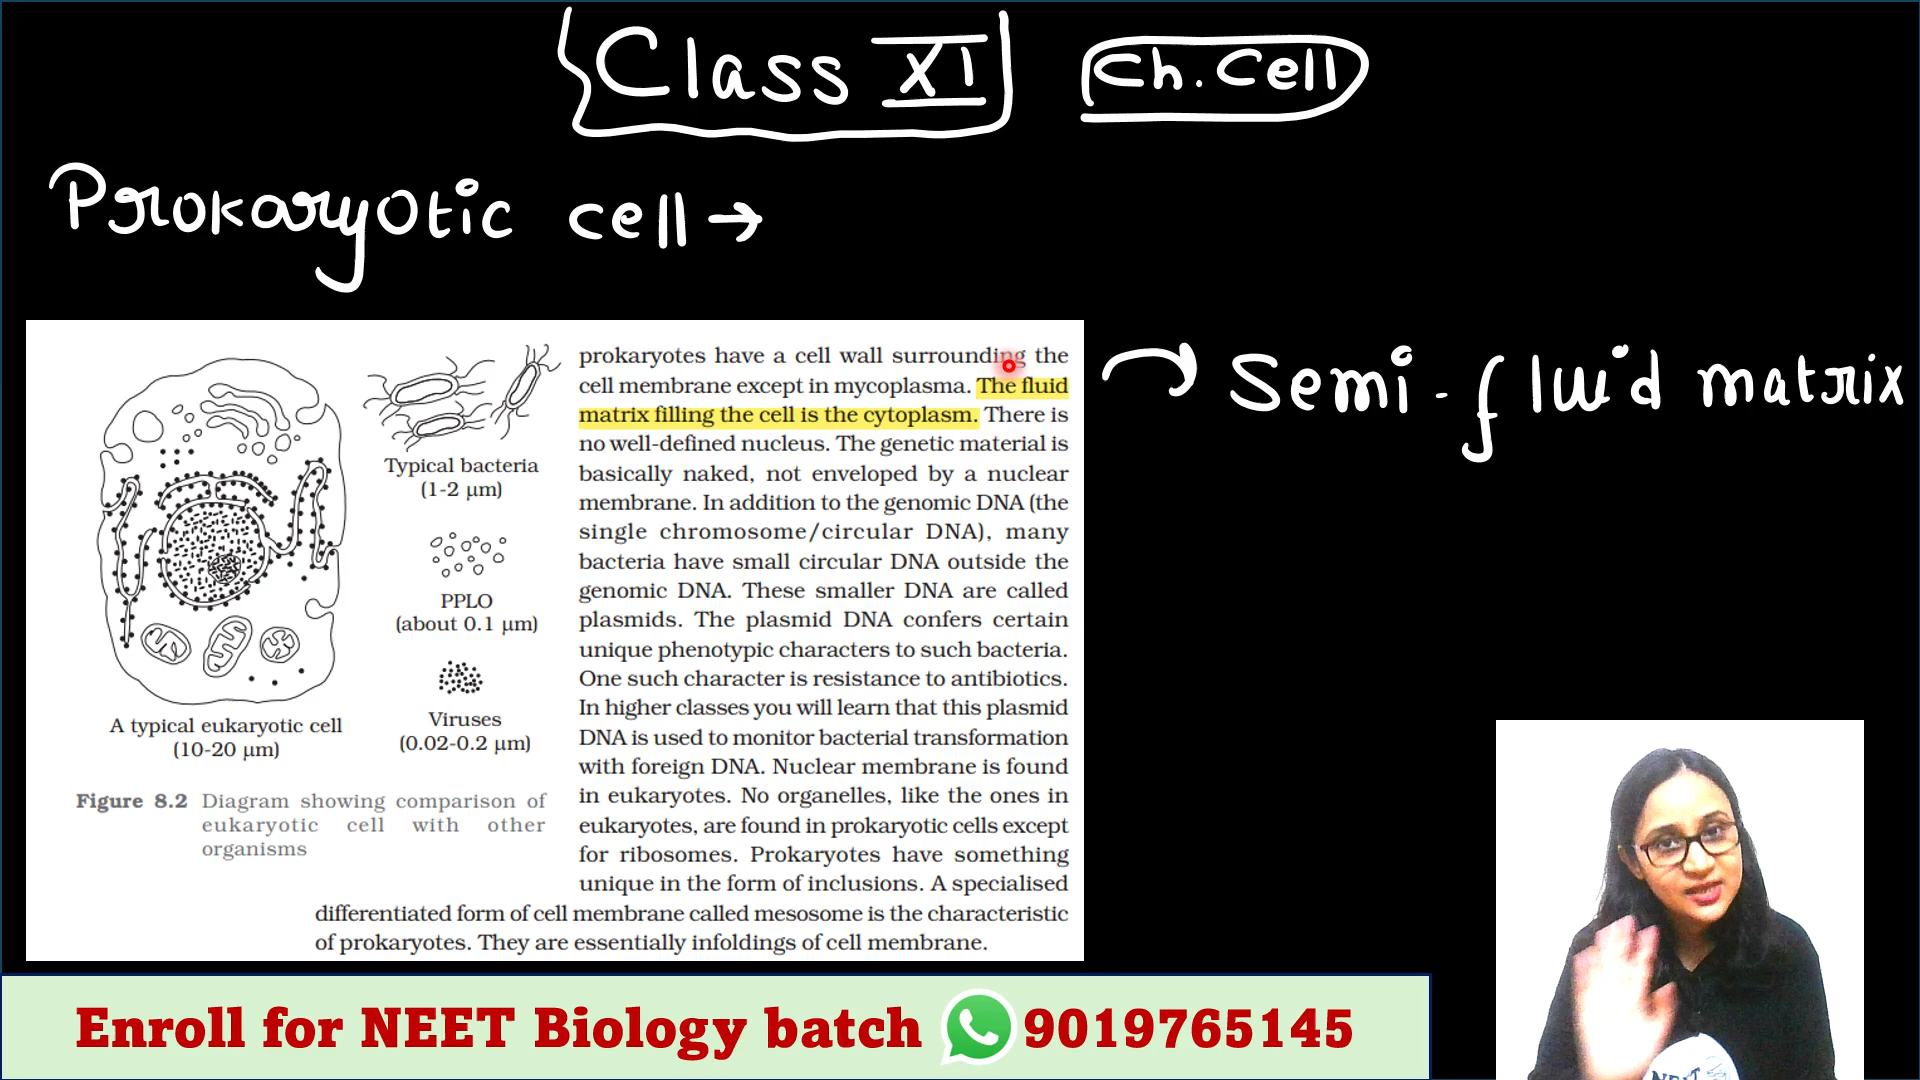 Class XI
Ch. Cell
Prokaryotic cell →
Semi-fluid matrix
prokaryotes have a cell wall surrounding the
cell membrane except in mycoplasma. The fluid
matrix filling the cell is the cytoplasm. There is
no well-defined nucleus. The genetic material is
basically naked, not enveloped by a nuclear
membrane. In addition to the genomic DNA (the
single chromosome/circular DNA), many
bacteria have small circular DNA outside the
genomic DNA. These smaller DNA are called
plasmids. The plasmid DNA confers certain
unique phenotypic characters to such bacteria.
One such character is resistance to antibiotics.
In higher classes you will learn that this plasmid
DNA is used to monitor bacterial transformation
with foreign DNA. Nuclear membrane is found
in eukaryotes. No organelles, like the ones in
eukaryotes, are found in prokaryotic cells except
for ribosomes. Prokaryotes have something
unique in the form of inclusions. A specialised
differentiated form of cell membrane called mesosome is the characteristic
of prokaryotes. They are essentially infoldings of cell membrane.
Typical bacteria
(1-2 μm)
PPLO
(about 0.1 μm)
Viruses
(0.02-0.2 μm)
A typical eukaryotic cell
(10-20 μm)
Figure 8.2 Diagram showing comparison of
eukaryotic cell with other
organisms
Enroll for NEET Biology batch 9019765145
NEET